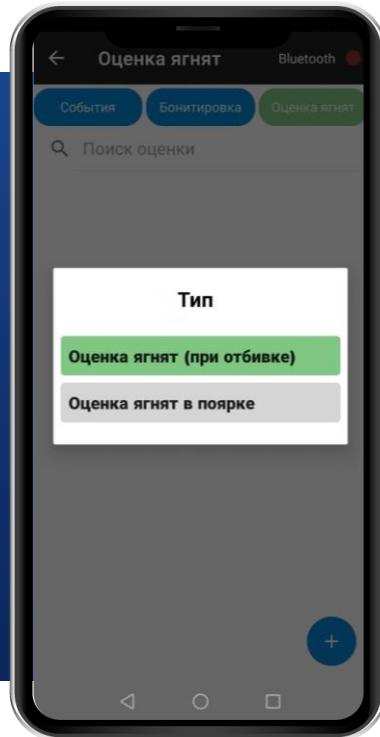 Оценка ягнят
Bluetooth
События
Бонитировка
Оценка ягнят
Поиск оценки
Тип
Оценка ягнят (при отбивке)
Оценка ягнят в поярке
+